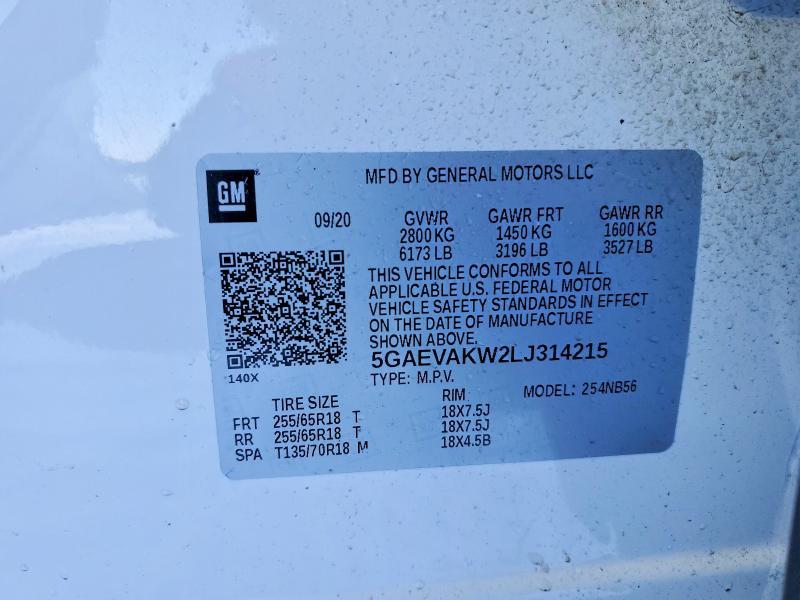 GM
MFD BY GENERAL MOTORS LLC
09/20 GVWR GAWR FRT GAWR RR
2800 KG 1450 KG 1600 KG
6173 LB 3196 LB 3527 LB
THIS VEHICLE CONFORMS TO ALL
APPLICABLE U.S. FEDERAL MOTOR
VEHICLE SAFETY STANDARDS IN EFFECT
ON THE DATE OF MANUFACTURE
SHOWN ABOVE.
5GAEVAKW2LJ314215
140X
TYPE: M.P.V.
MODEL: 254NB56
TIRE SIZE RIM
FRT 255/65R18 T 18X7.5J
RR 255/65R18 T 18X7.5J
SPA T135/70R18 M 18X4.5B